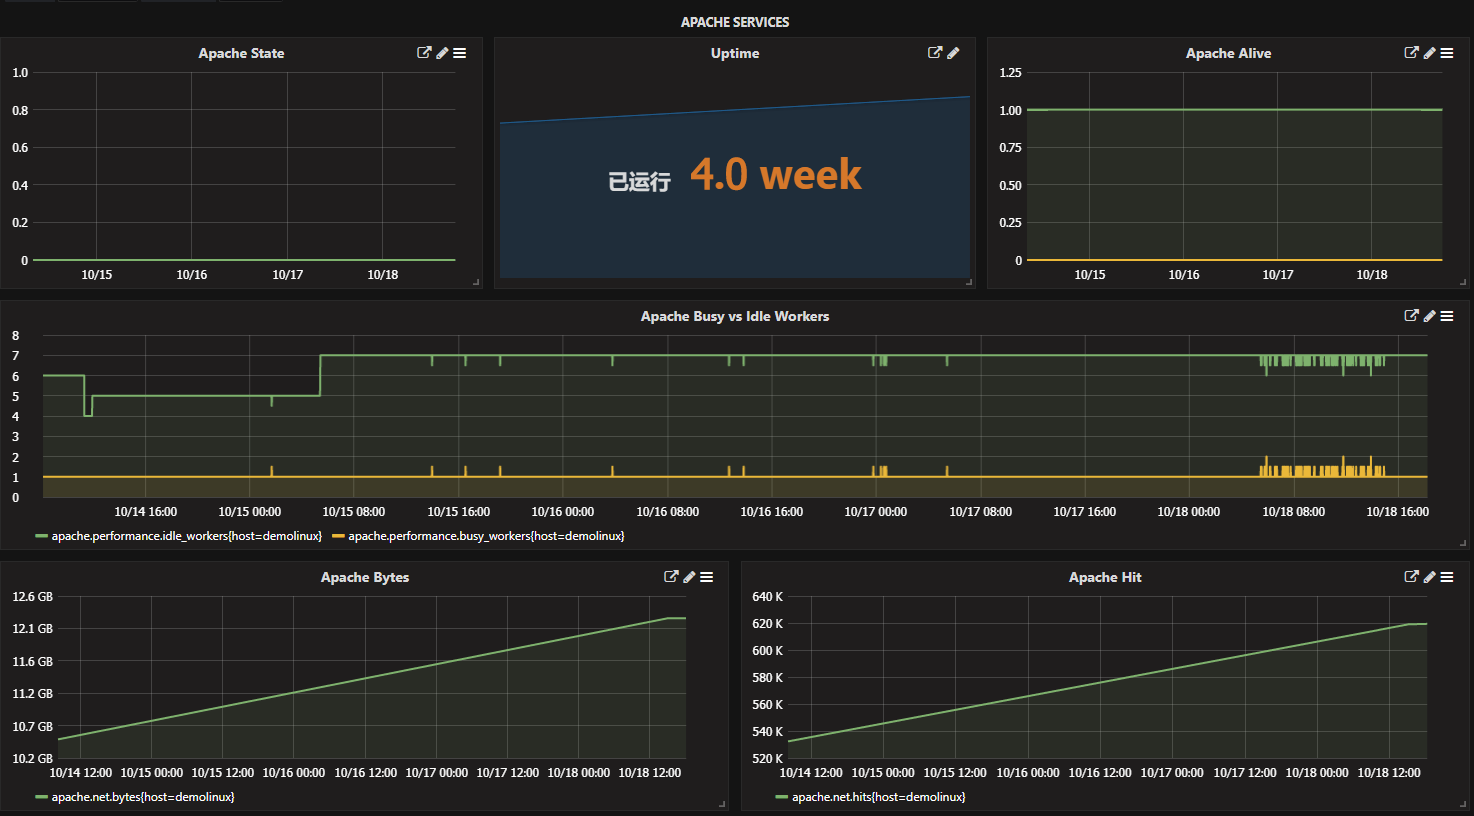 APACHE SERVICES
Apache State
1.0
0.8
0.6
0.4
0.2
0
10/15 10/16 10/17 10/18
Uptime
已运行 4.0 week
Apache Alive
1.25
1.00
0.75
0.50
0.25
0
10/15 10/16 10/17 10/18
Apache Busy vs Idle Workers
8
7
6
5
4
3
2
1
0
10/14 16:00 10/15 00:00 10/15 08:00 10/15 16:00 10/16 00:00 10/16 08:00 10/16 16:00 10/17 00:00 10/17 08:00 10/17 16:00 10/18 00:00 10/18 08:00 10/18 16:00
apache.performance.idle_workers{host=demolinux} apache.performance.busy_workers{host=demolinux}
Apache Bytes
12.6 GB
12.1 GB
11.6 GB
11.2 GB
10.7 GB
10.2 GB
10/14 12:00 10/15 00:00 10/15 12:00 10/16 00:00 10/16 12:00 10/17 00:00 10/17 12:00 10/18 00:00 10/18 12:00
apache.net.bytes{host=demolinux}
Apache Hit
640 K
620 K
600 K
580 K
560 K
540 K
520 K
10/14 12:00 10/15 00:00 10/15 12:00 10/16 00:00 10/16 12:00 10/17 00:00 10/17 12:00 10/18 00:00 10/18 12:00
apache.net.hits{host=demolinux}